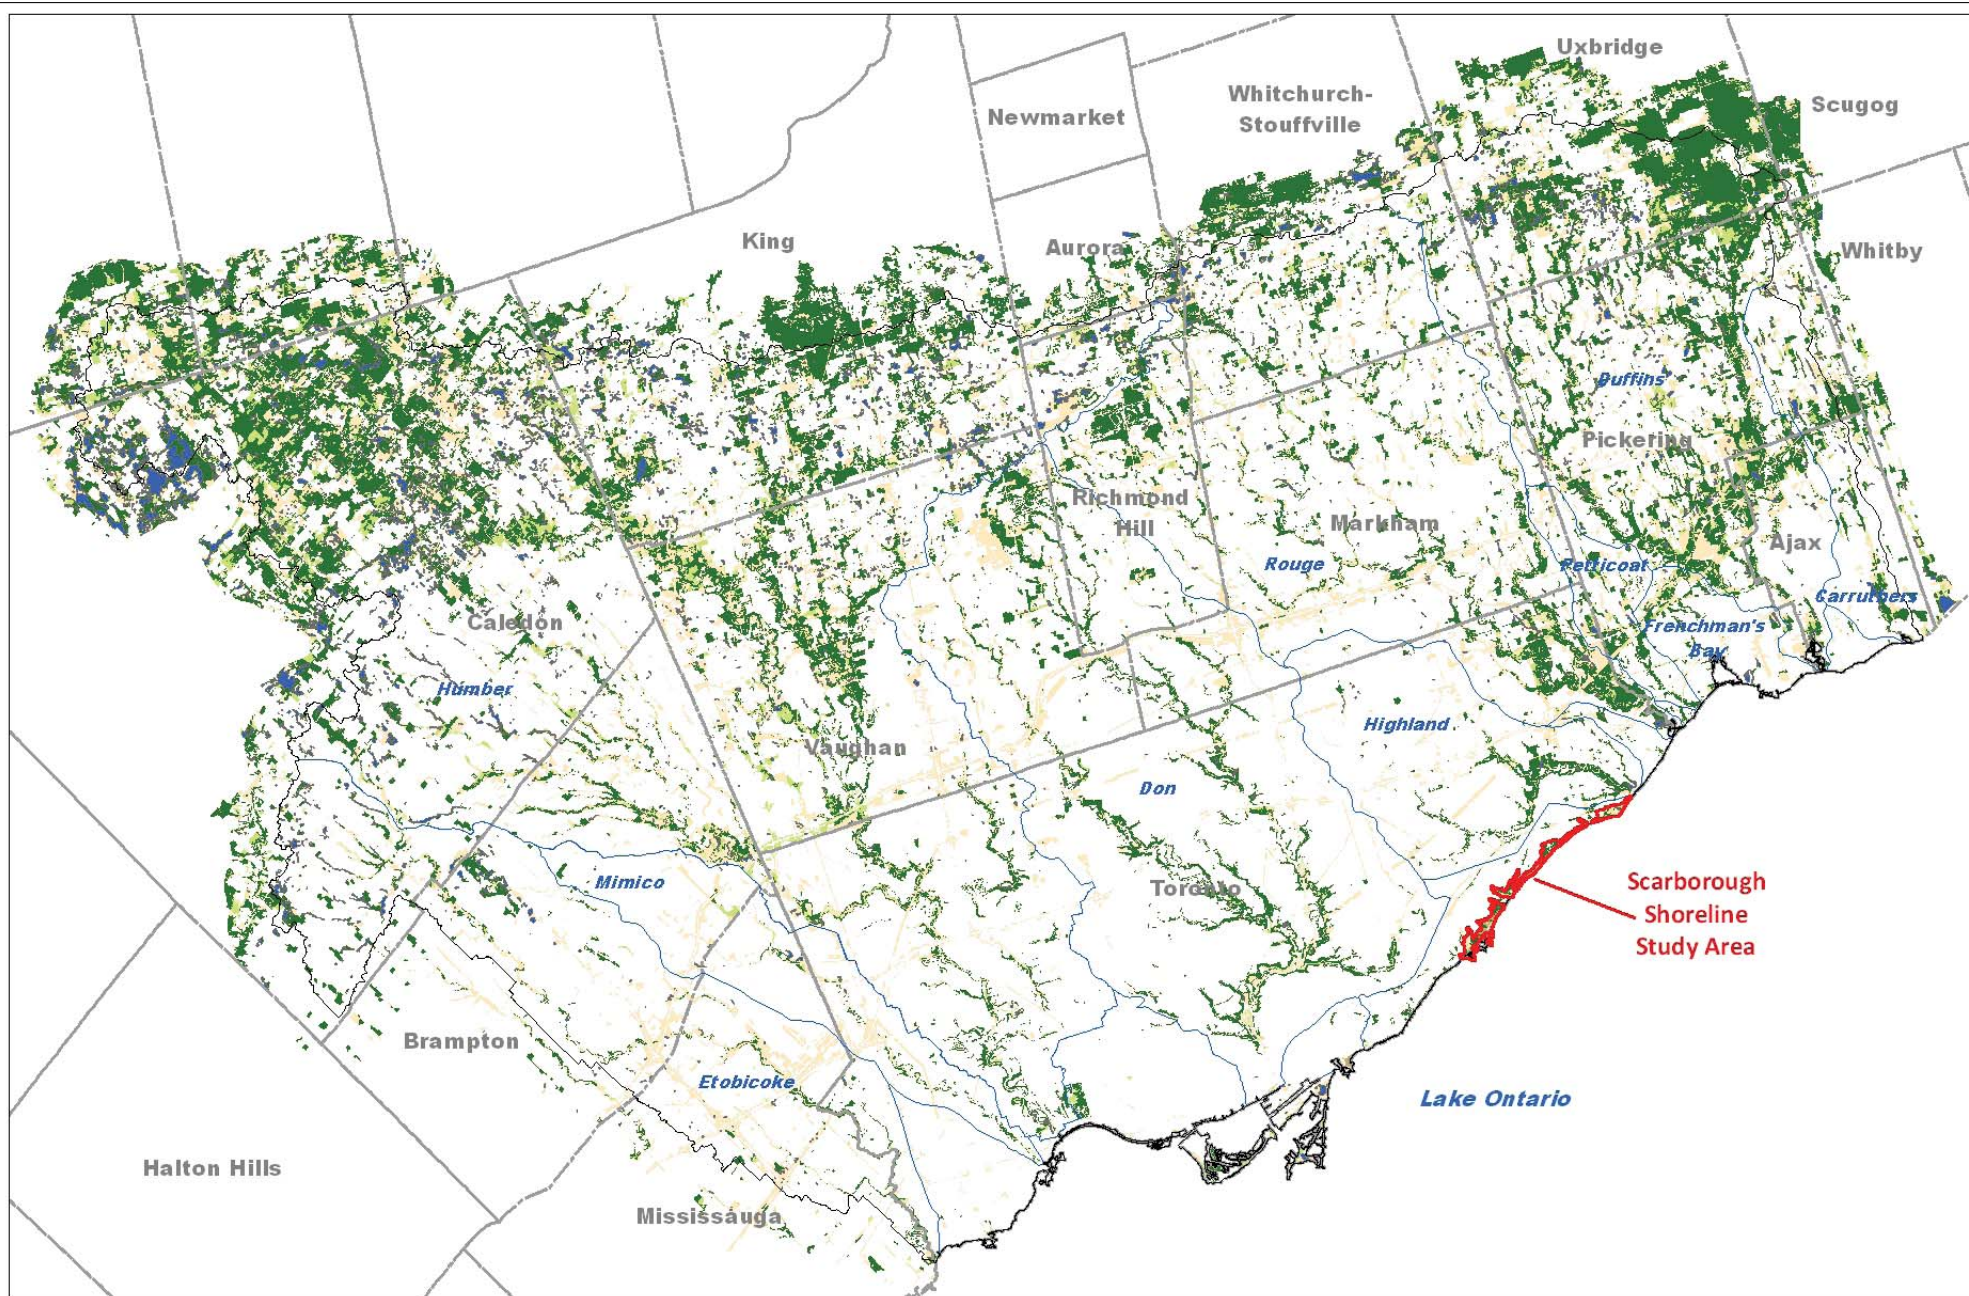 Uxbridge
Whitchurch-
Stouffville
Scugog
Newmarket
King
Aurora
Whitby
Duffins
Pickering
Richmond
Hill
Markham
Ajax
Rouge
Petticoat
Carruthers
Caledon
Frenchman's
Bay
Humber
Highland
Vaughan
Don
Mimico
Toronto
Scarborough
Shoreline
Study Area
Brampton
Etobicoke
Lake Ontario
Halton Hills
Mississauga